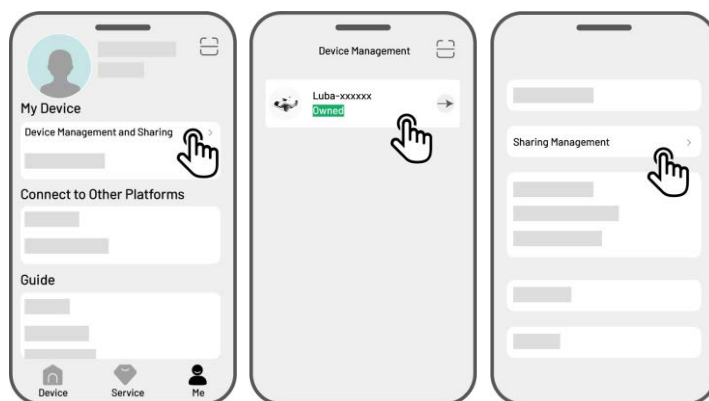 My Device
Device Management and Sharing
Connect to Other Platforms
Guide
Device
Service
Me
Device Management
Luba-xxxxxx
Owned
Sharing Management